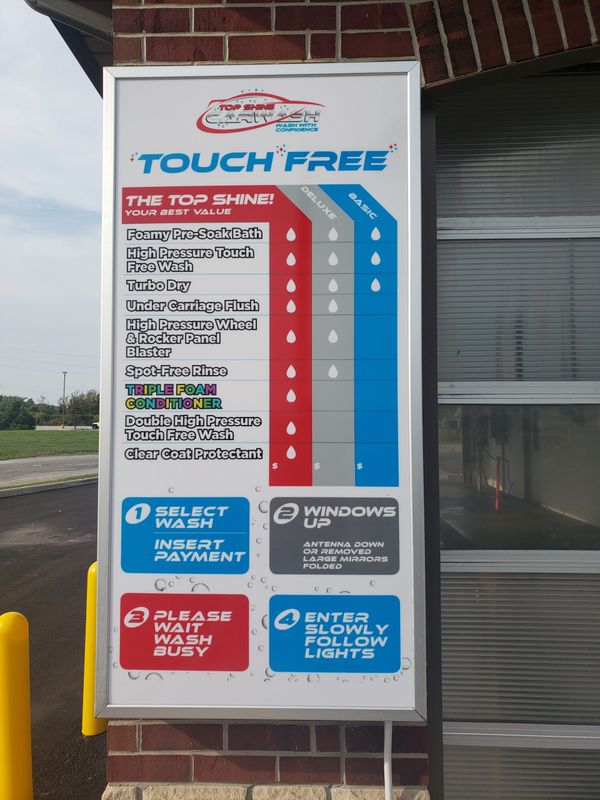 TOP SHINE
CARWASH
WASH WITH
CONFIDENCE
TOUCH FREE
THE TOP SHINE!
YOUR BEST VALUE
DELUXE
BASIC
Foamy Pre-Soak Bath
High Pressure Touch
Free Wash
Turbo Dry
Under Carriage Flush
High Pressure Wheel
& Rocker Panel
Blaster
Spot-Free Rinse
TRIPLE FOAM
CONDITIONER
Double High Pressure
Touch Free Wash
Clear Coat Protectant
$ $ $
1 SELECT
WASH
INSERT
PAYMENT
2 WINDOWS
UP
ANTENNA DOWN
OR REMOVED
LARGE MIRRORS
FOLDED
3 PLEASE
WAIT
WASH
BUSY
4 ENTER
SLOWLY
FOLLOW
LIGHTS